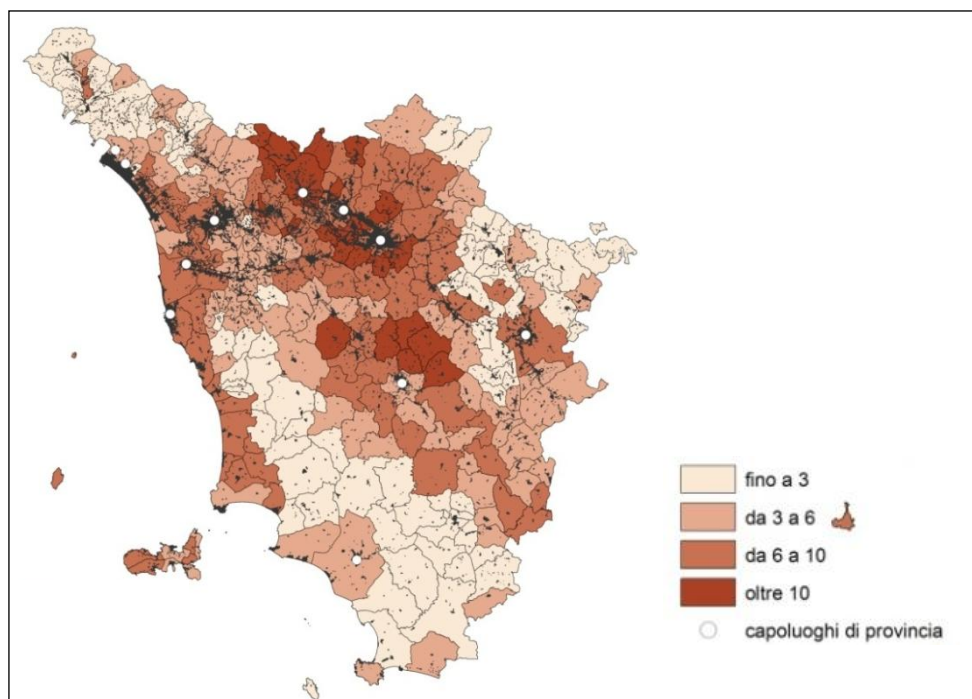 fino a 3
da 3 a 6
da 6 a 10
oltre 10
capoluoghi di provincia